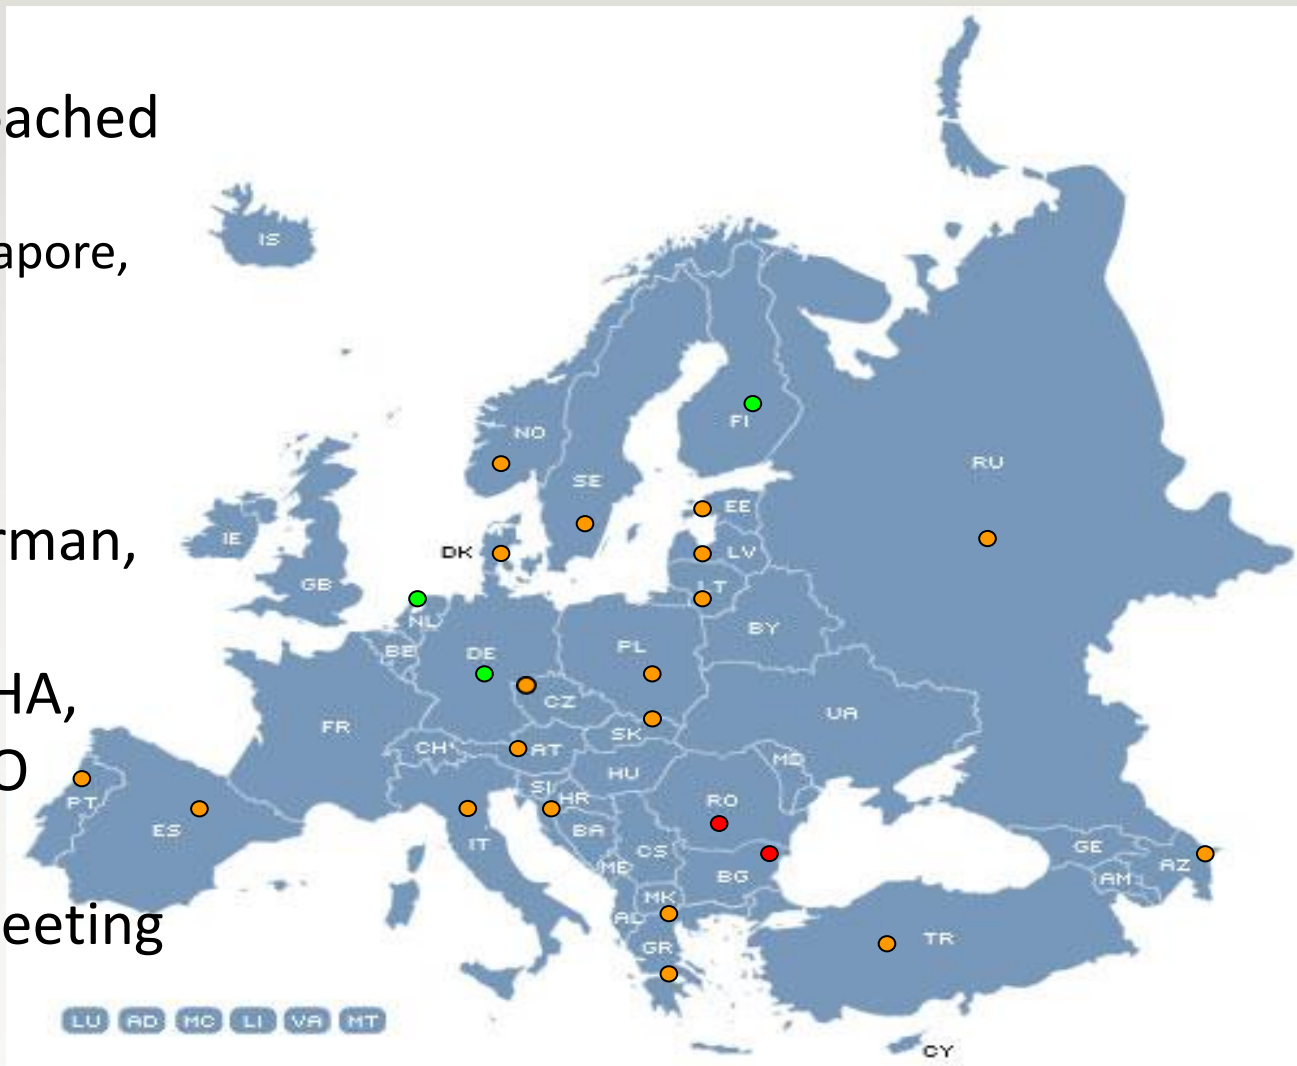 ached
IS
apore,
NO
FI
RU
SE
EE
rman,
IE
DK
LV
GB
LT
NL
BY
BE
DE
PL
HA,
CZ
FR
UA
SK
CH
AT
O
MD
HU
SI
HR
RO
PT
ES
BA
IT
CS
GE
ME
BG
AZ
AM
MK
AL
eeting
GR
TR
LU AD MC LI VA MT
CY